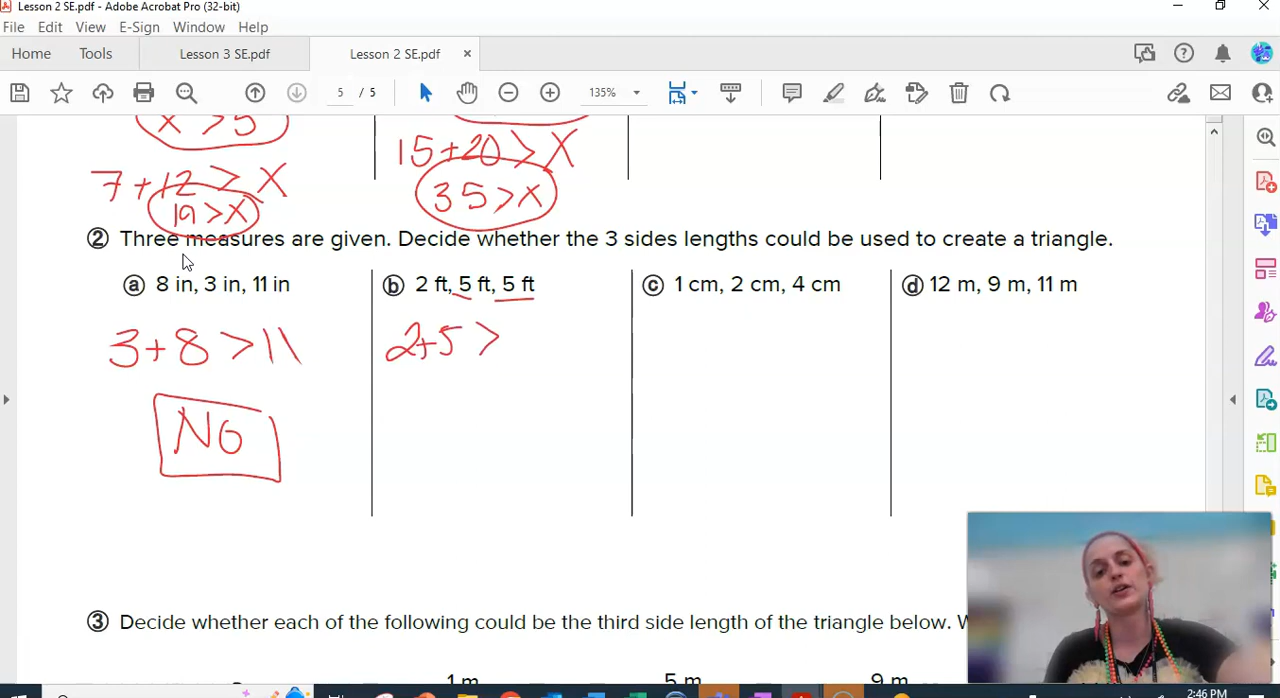 Lesson 2 SE.pdf - Adobe Acrobat Pro (32-bit)
File Edit View E-Sign Window Help
Home Tools Lesson 3 SE.pdf Lesson 2 SE.pdf ×
5 / 5 135%
x > 5
15+20 > X
7+12 > X
35 > X
19 > X
② Three measures are given. Decide whether the 3 sides lengths could be used to create a triangle.
ⓐ 8 in, 3 in, 11 in ⓑ 2 ft, 5 ft, 5 ft ⓒ 1 cm, 2 cm, 4 cm ⓓ 12 m, 9 m, 11 m
3+8 > 11 2+5 >
NO
③ Decide whether each of the following could be the third side length of the triangle below.
1 m 5 m 9 m
2:46 PM